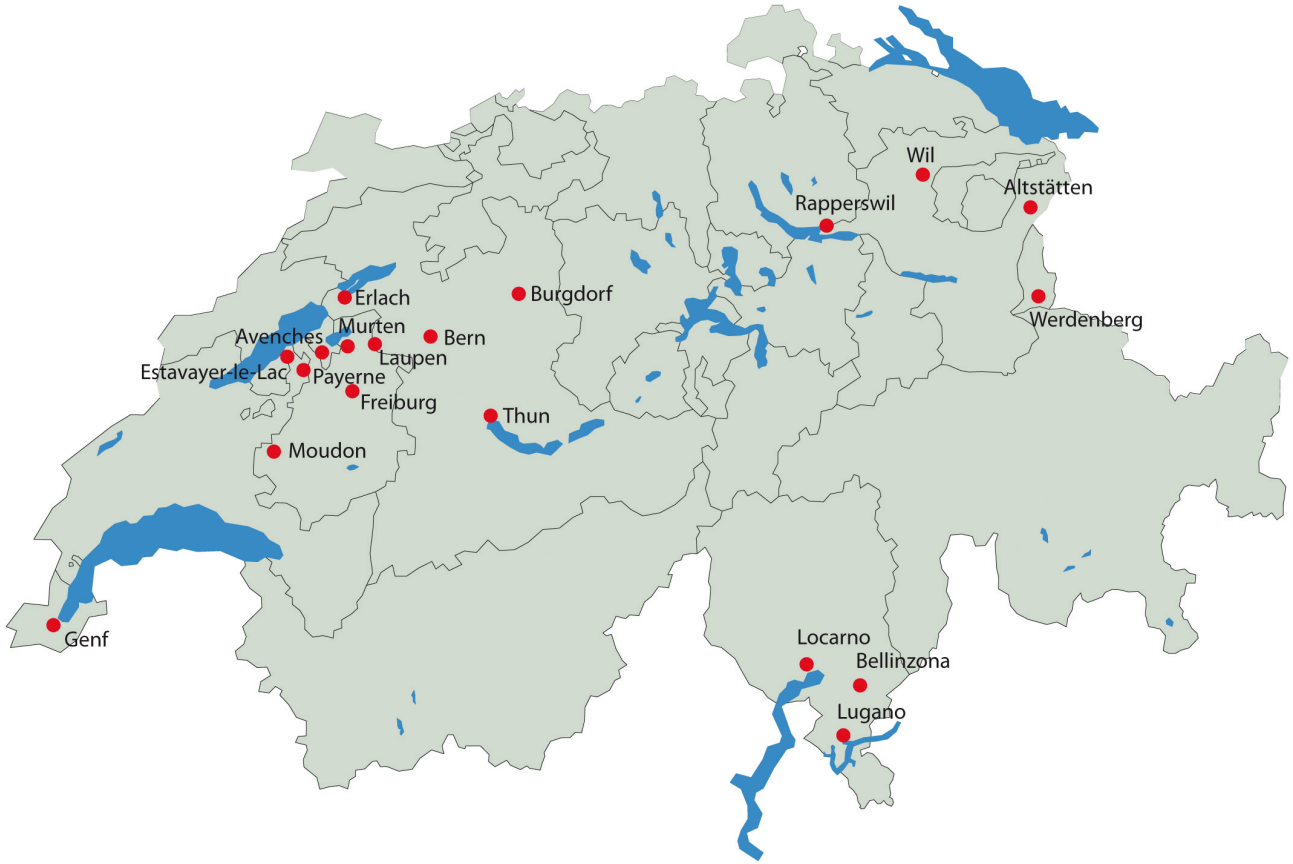 Wil
Altstätten
Rapperswil
Erlach
Burgdorf
Werdenberg
Murten
Avenches
Bern
Laupen
Estavayer-le-Lac
Payerne
Freiburg
Thun
Moudon
Genf
Locarno
Bellinzona
Lugano